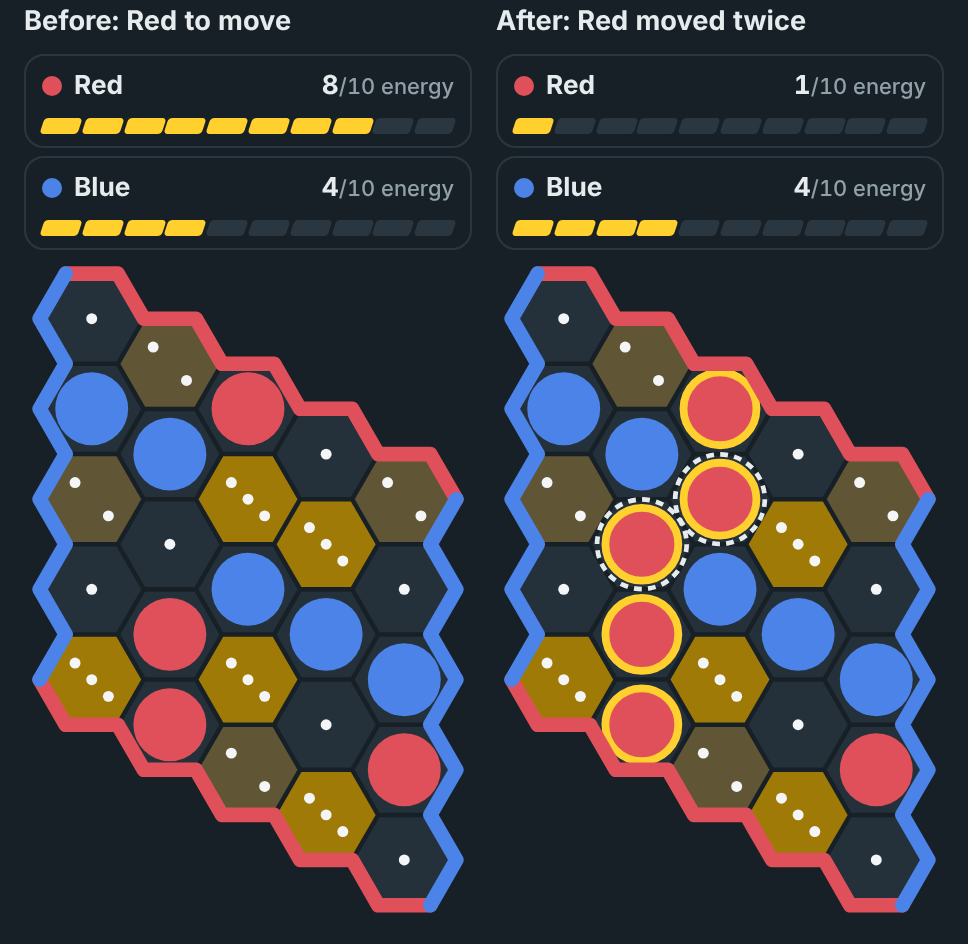 Before: Red to move
Red 8/10 energy
Blue 4/10 energy
After: Red moved twice
Red 1/10 energy
Blue 4/10 energy